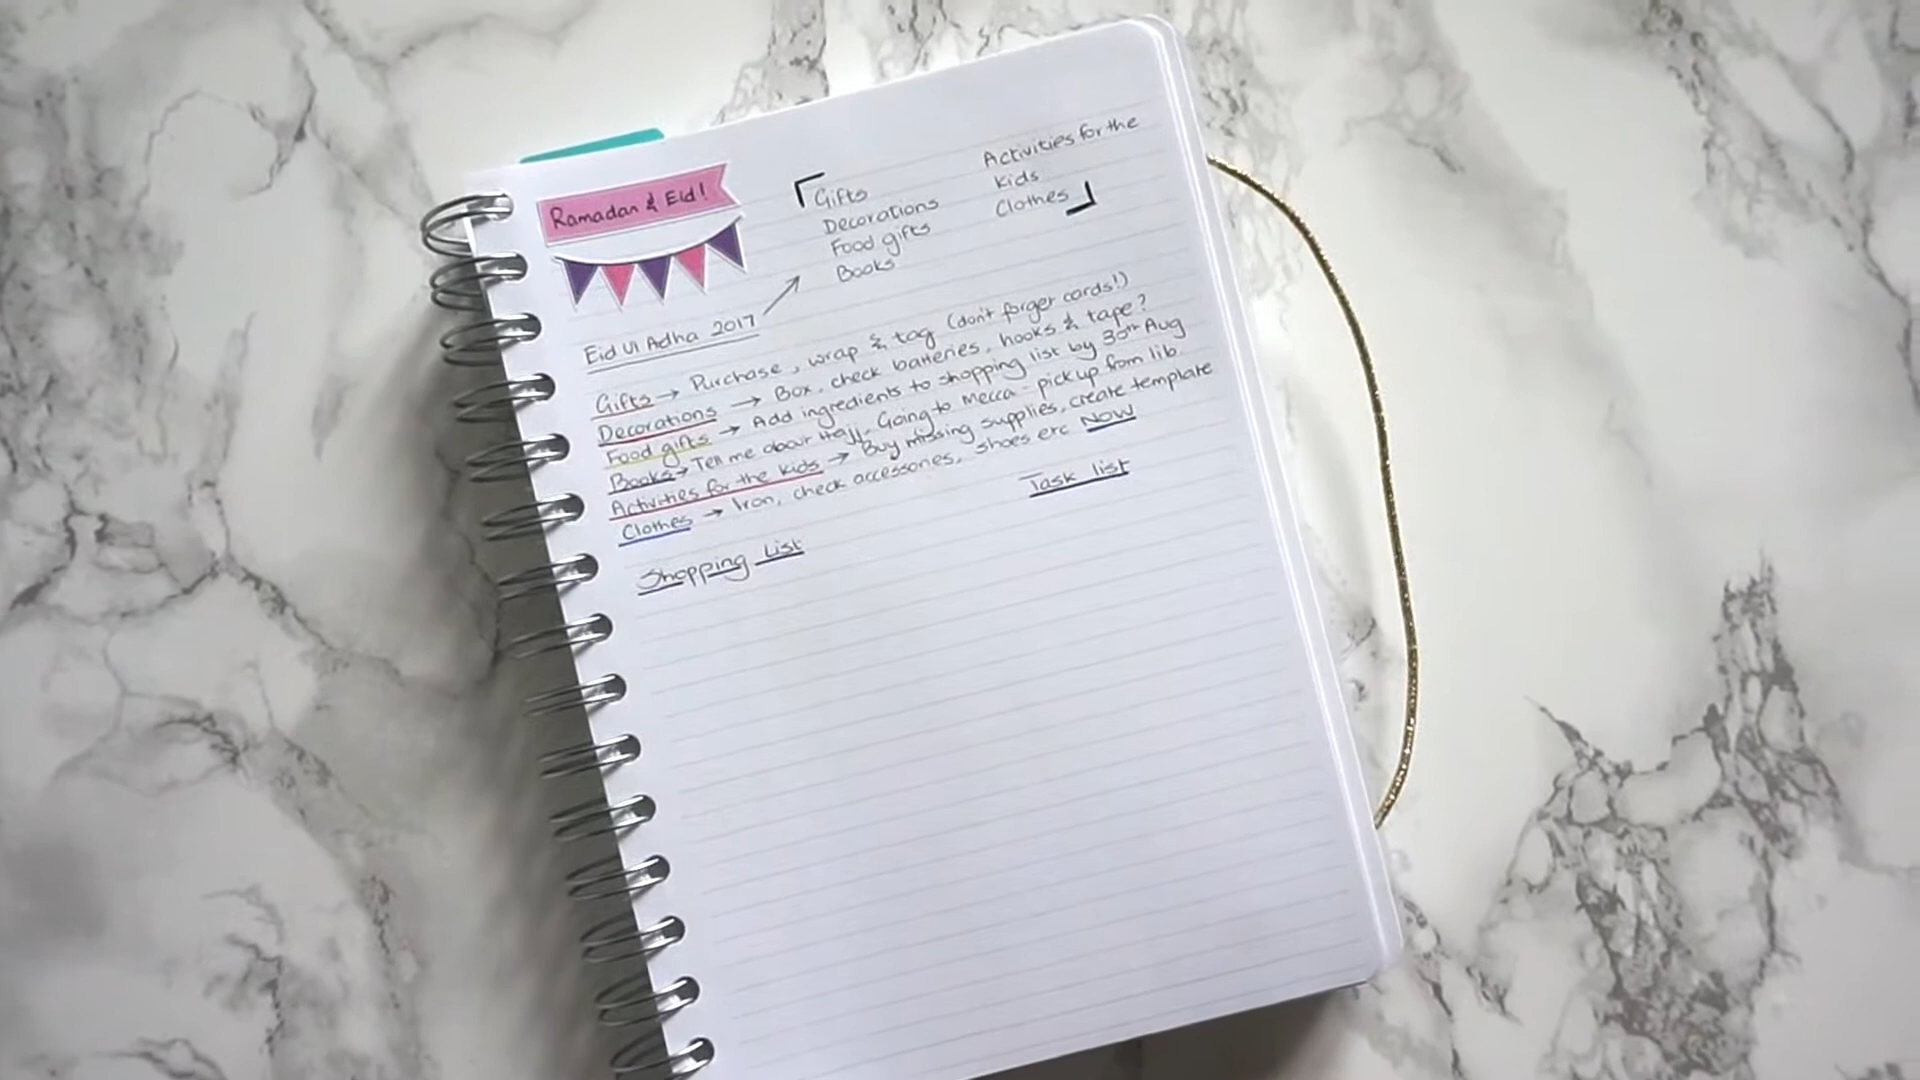 Ramadan & Eid!
Gifts
Decorations
Food gifts
Books
Activities for the
kids
Clothes
Eid Ul Adha 2017
Gifts → Purchase, wrap & tag (don't forget cards!)
Decorations → Box, check batteries, hooks & tape?
Food gifts → Add ingredients to shopping list by 30th Aug
Books → Tell me about Hajj, Going to Mecca - pick up from lib.
Activities for the kids → Buy missing supplies, create template
Clothes → Iron, check accessories, shoes etc NOW
Shopping List
Task list